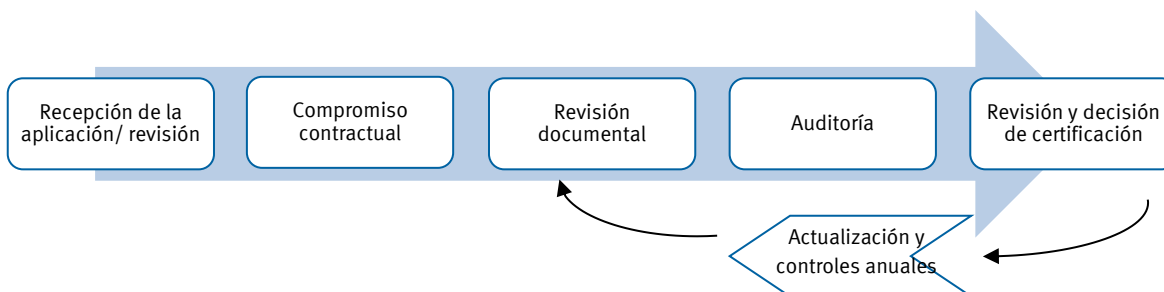 Recepción de la
aplicación/ revisión
Compromiso
contractual
Revisión
documental
Auditoría
Revisión y decisión
de certificación
Actualización y
controles anuales